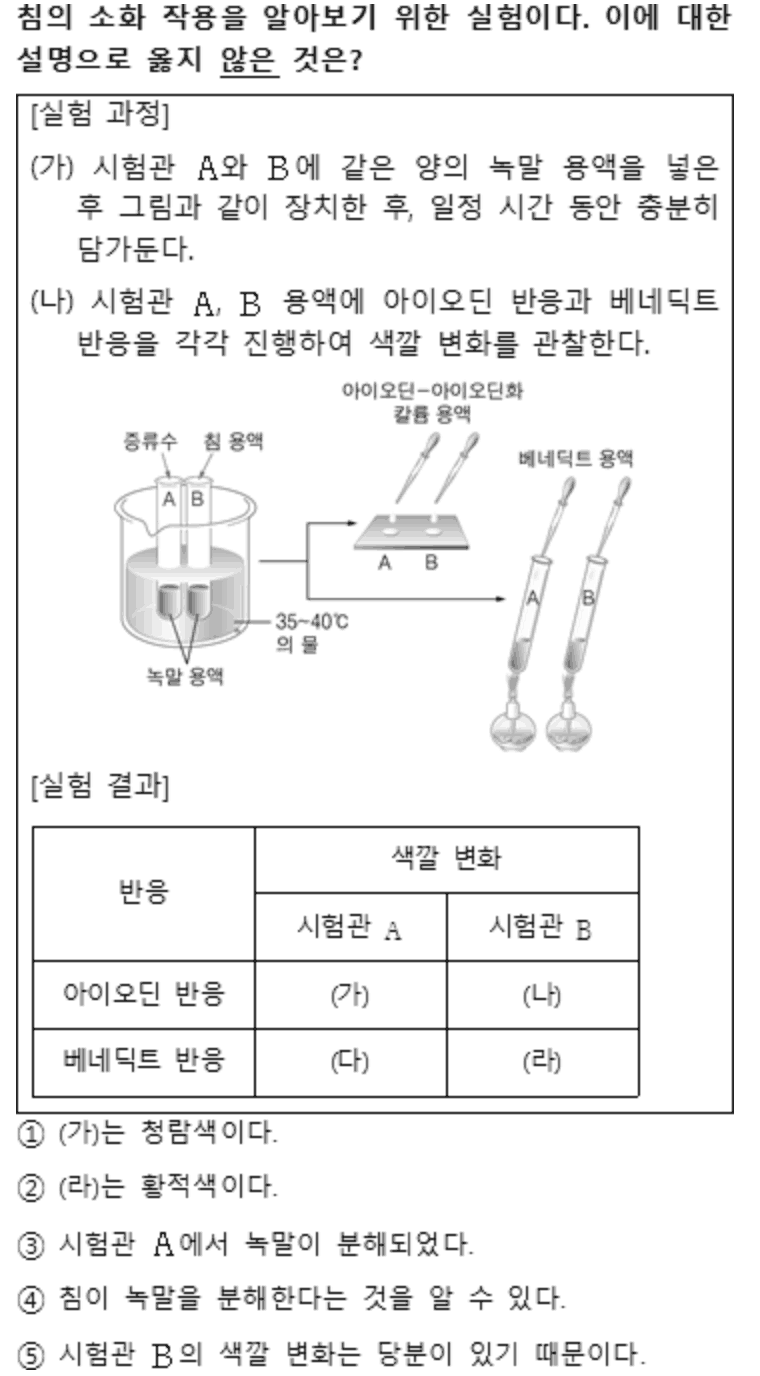 침의 소화 작용을 알아보기 위한 실험이다. 이에 대한
설명으로 옳지 않은 것은?
[실험 과정]
(가) 시험관 A와 B에 같은 양의 녹말 용액을 넣은
후 그림과 같이 장치한 후, 일정 시간 동안 충분히
담가둔다.
(나) 시험관 A, B 용액에 아이오딘 반응과 베네딕트
반응을 각각 진행하여 색깔 변화를 관찰한다.
아이오딘-아이오딘화
칼륨 용액
증류수 침 용액
베네딕트 용액
A B
A B
A B
35~40℃
의 물
녹말 용액
[실험 결과]
반응 색깔 변화
시험관 A 시험관 B
아이오딘 반응 (가) (나)
베네딕트 반응 (다) (라)
① (가)는 청람색이다.
② (라)는 황적색이다.
③ 시험관 A에서 녹말이 분해되었다.
④ 침이 녹말을 분해한다는 것을 알 수 있다.
⑤ 시험관 B의 색깔 변화는 당분이 있기 때문이다.